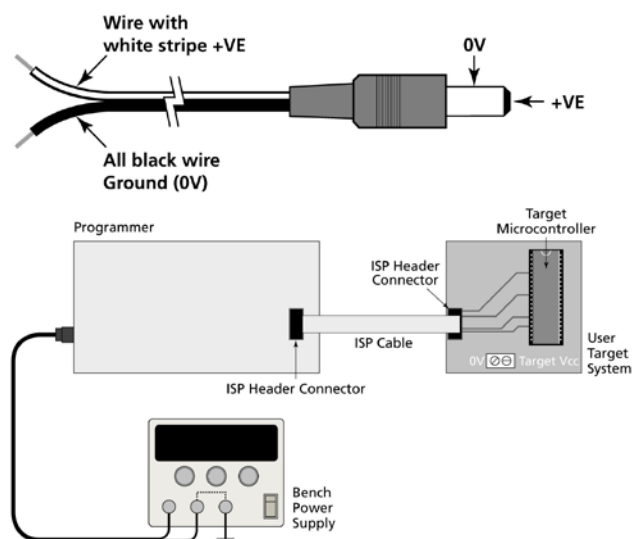 Wire with
white stripe +VE
0V
+VE
All black wire
Ground (0V)
Programmer
Target
Microcontroller
ISP Header
Connector
ISP Cable
User
Target
System
0V
Target Vcc
ISP Header Connector
Bench
Power
Supply